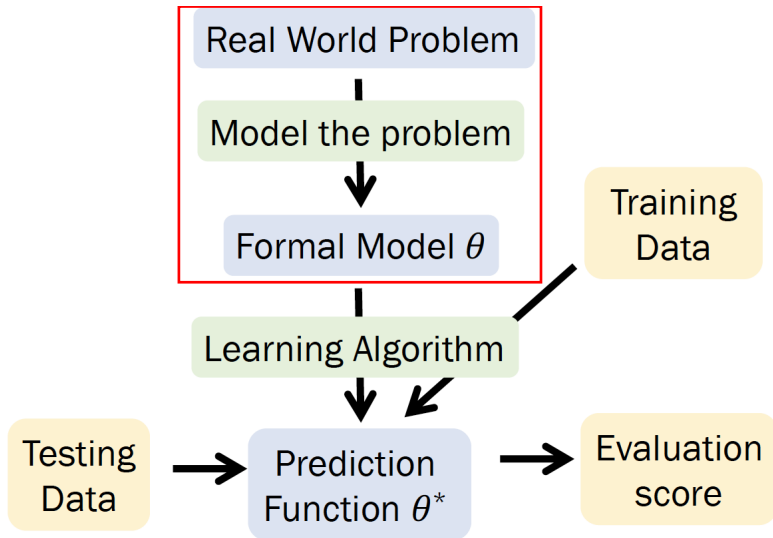 Real World Problem
Model the problem
Formal Model θ
Training
Data
Learning Algorithm
Testing
Data
Prediction
Function θ*
Evaluation
score